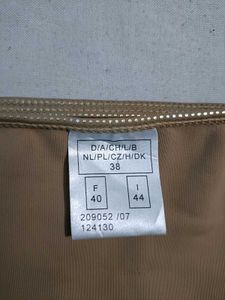 D/A/CH/L/B
NL/PL/CZ/H/DK
38
F I
40 44
209052 /07
124130